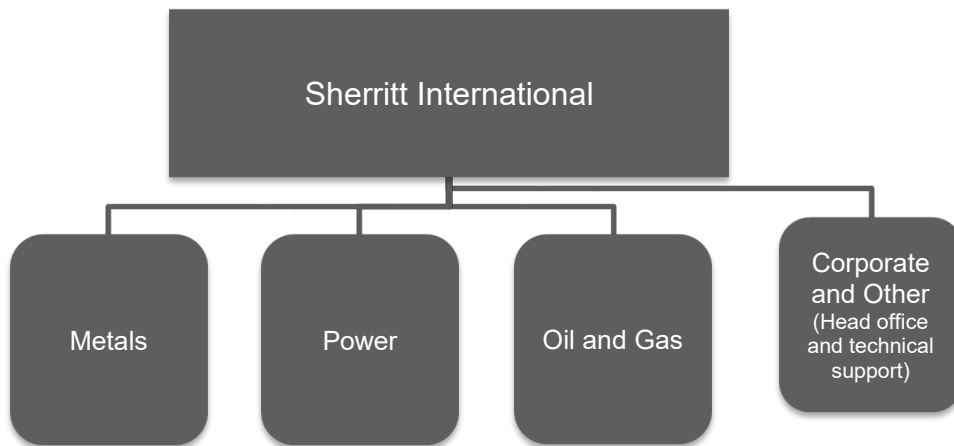 Sherritt International
Metals
Power
Oil and Gas
Corporate
and Other
(Head office
and technical
support)